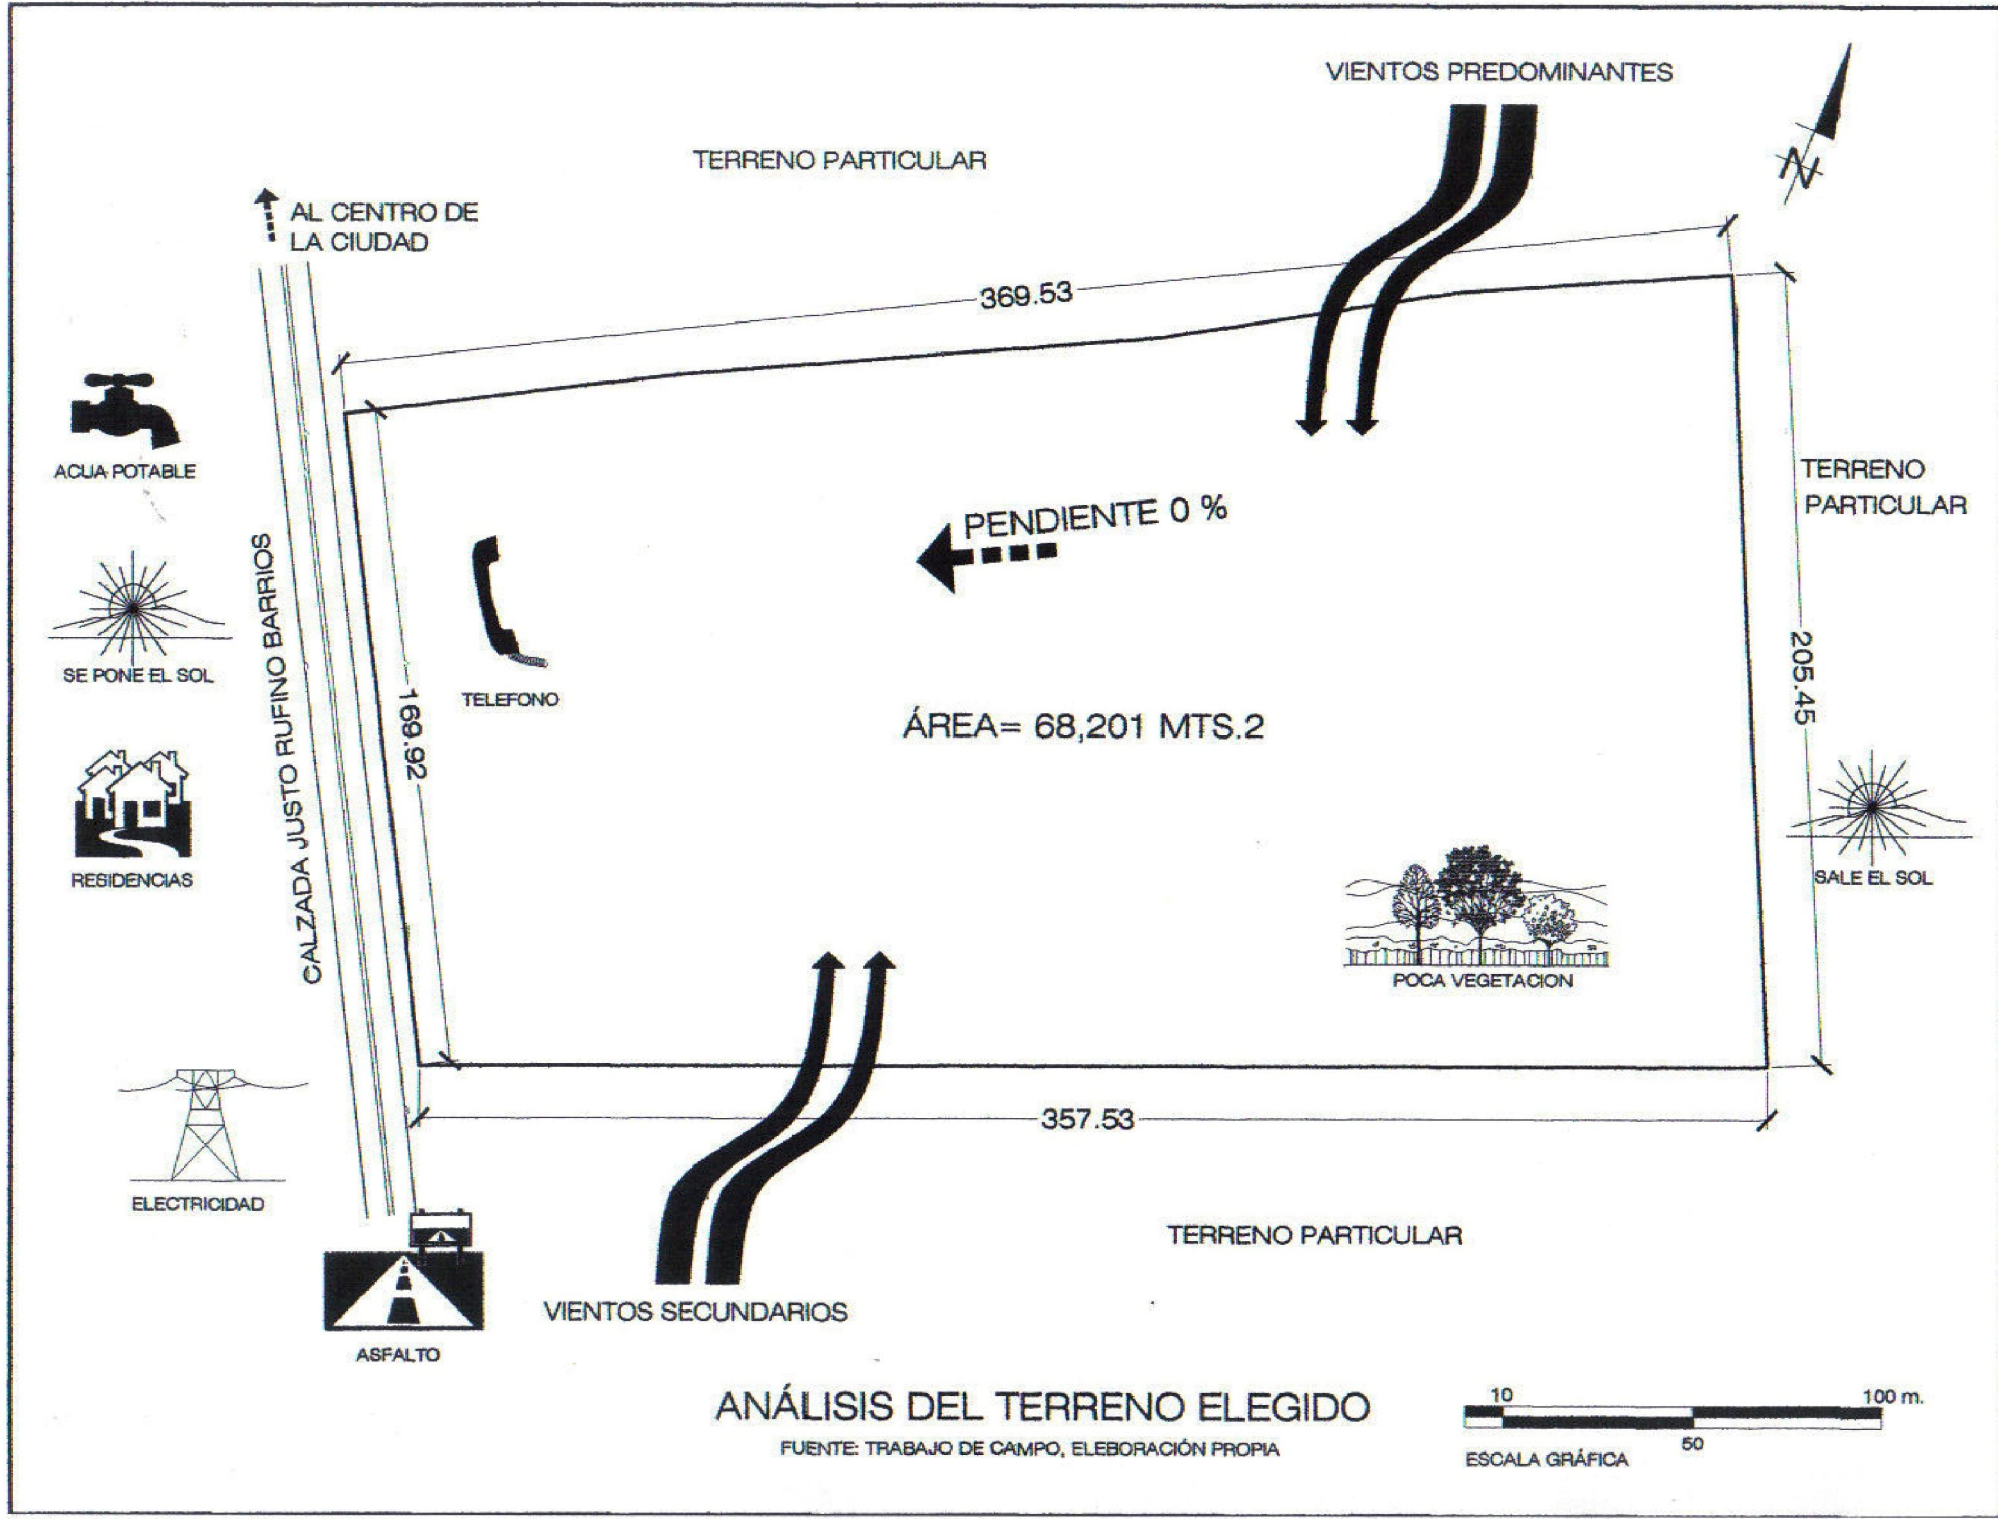 VIENTOS PREDOMINANTES
TERRENO PARTICULAR
N
AL CENTRO DE
LA CIUDAD
369.53
ACUA POTABLE
TERRENO
PARTICULAR
PENDIENTE 0 %
CALZADA JUSTO RUFINO BARRIOS
SE PONE EL SOL
TELEFONO
169.92
205.45
ÁREA= 68,201 MTS.2
RESIDENCIAS
SALE EL SOL
POCA VEGETACION
357.53
ELECTRICIDAD
TERRENO PARTICULAR
VIENTOS SECUNDARIOS
ASFALTO
ANÁLISIS DEL TERRENO ELEGIDO
FUENTE: TRABAJO DE CAMPO, ELEBORACIÓN PROPIA
10
100 m.
50
ESCALA GRÁFICA